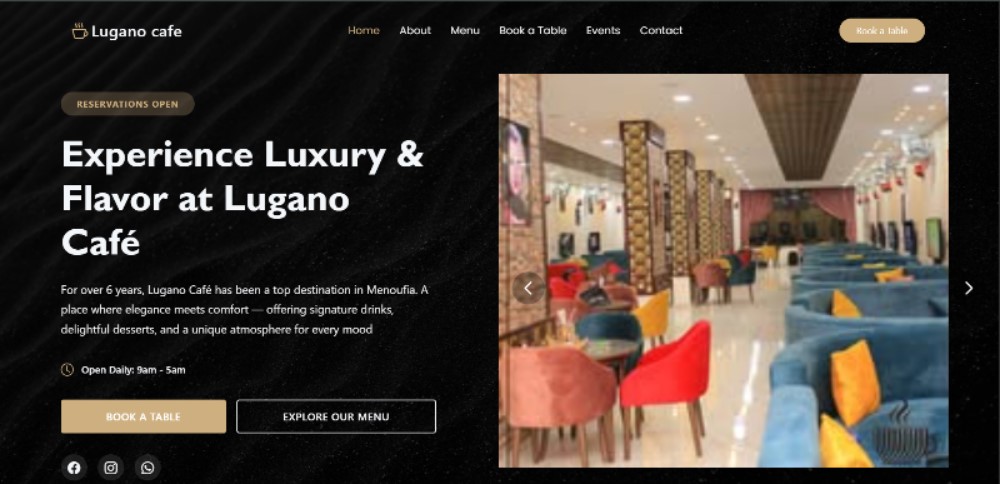 Lugano cafe
Home
About
Menu
Book a Table
Events
Contact
Book a Table
RESERVATIONS OPEN
Experience Luxury &
Flavor at Lugano
Café
For over 6 years, Lugano Café has been a top destination in Menoufia. A
place where elegance meets comfort — offering signature drinks,
delightful desserts, and a unique atmosphere for every mood
Open Daily: 9am - 5am
BOOK A TABLE
EXPLORE OUR MENU